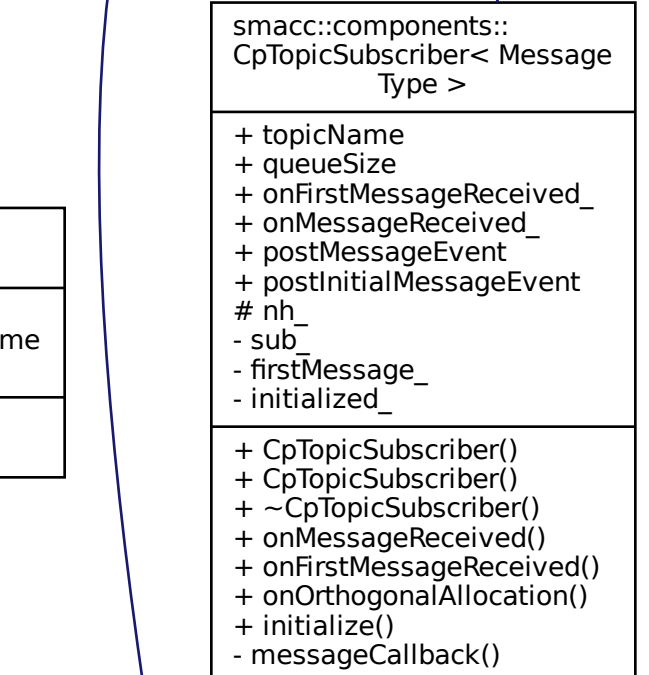 smacc::components::
CpTopicSubscriber< Message
Type >
+ topicName
+ queueSize
+ onFirstMessageReceived_
+ onMessageReceived_
+ postMessageEvent
+ postInitialMessageEvent
# nh_
- sub_
- firstMessage_
- initialized_
+ CpTopicSubscriber()
+ CpTopicSubscriber()
+ ~CpTopicSubscriber()
+ onMessageReceived()
+ onFirstMessageReceived()
+ onOrthogonalAllocation()
+ initialize()
- messageCallback()
me